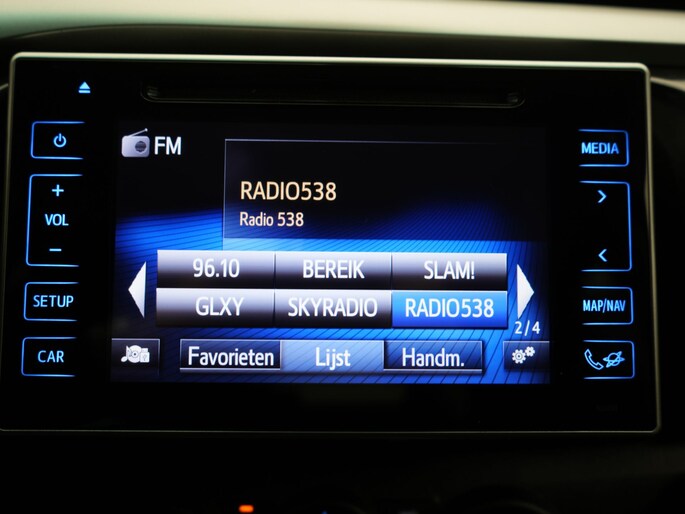 FM
RADIO538
Radio 538
96.10 BEREIK SLAM!
GLXY SKYRADIO RADIO538
2/4
Favorieten Lijst Handm.
+
VOL
−
SETUP
CAR
MEDIA
MAP/NAV